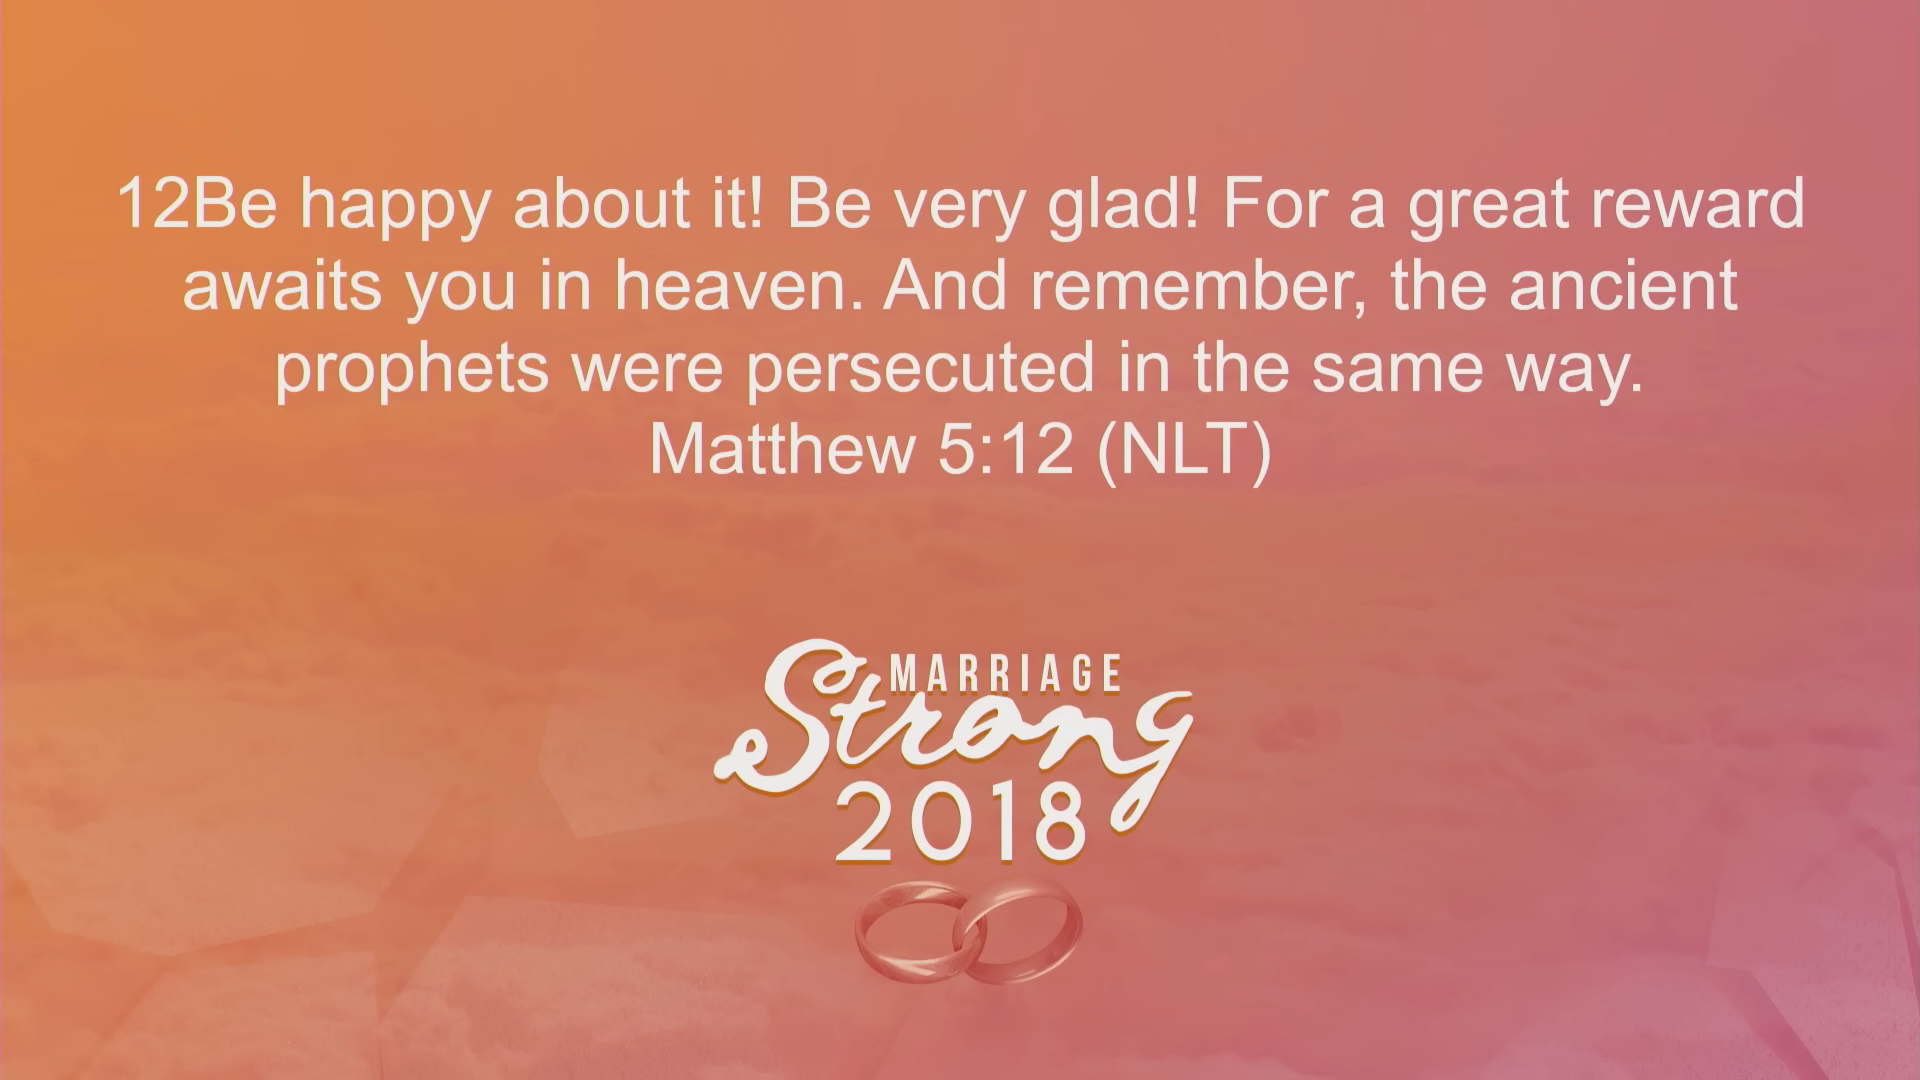 12Be happy about it! Be very glad! For a great reward
awaits you in heaven. And remember, the ancient
prophets were persecuted in the same way.
Matthew 5:12 (NLT)
MARRIAGE
Strong
2018